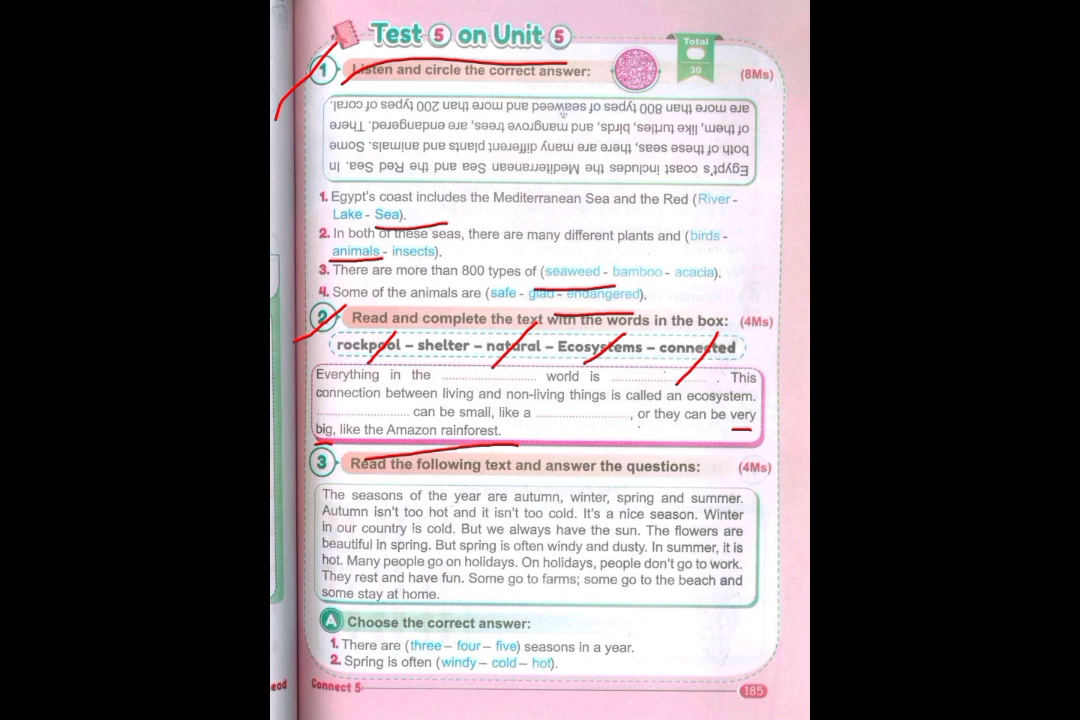 Test 5 on Unit 5
Total
30
1 Listen and circle the correct answer: (8Ms)
Egypt's coast includes the Mediterranean Sea and the Red Sea. In
both of these seas, there are many different plants and animals. Some
of them, like turtles, birds, and mangrove trees, are endangered. There
are more than 800 types of seaweed and more than 200 types of coral.
1. Egypt's coast includes the Mediterranean Sea and the Red (River -
Lake - Sea).
2. In both of these seas, there are many different plants and (birds -
animals - insects).
3. There are more than 800 types of (seaweed - bamboo - acacia).
4. Some of the animals are (safe - glad - endangered).
2 Read and complete the text with the words in the box: (4Ms)
rockpool – shelter – natural – Ecosystems – connected
Everything in the .................... world is .................... . This
connection between living and non-living things is called an ecosystem.
.................... can be small, like a ...................., or they can be very
big, like the Amazon rainforest.
3 Read the following text and answer the questions: (4Ms)
The seasons of the year are autumn, winter, spring and summer.
Autumn isn't too hot and it isn't too cold. It's a nice season. Winter
in our country is cold. But we always have the sun. The flowers are
beautiful in spring. But spring is often windy and dusty. In summer, it is
hot. Many people go on holidays. On holidays, people don't go to work.
They rest and have fun. Some go to farms; some go to the beach and
some stay at home.
A Choose the correct answer:
1. There are (three – four – five) seasons in a year.
2. Spring is often (windy – cold – hot).
Connect 5
185